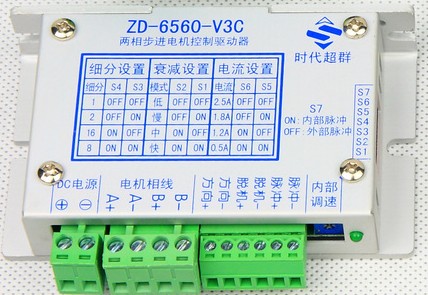 ZD-6560-V3C
两相步进电机控制驱动器
时代超群
细分设置 衰减设置 电流设置
细分 S4 S3 模式 S2 S1 电流 S6 S5
1 OFF OFF 低 OFF OFF 2.5A OFF OFF
2 OFF ON 慢 OFF ON 1.8A OFF ON
16 ON OFF 中 ON OFF 1.2A ON OFF
8 ON ON 快 ON ON 0.5A ON ON
S7
ON: 内部脉冲
OFF: 外部脉冲
S7
S6
S5
S4
S3
S2
S1
DC电源 电机相线 内部调速
A+ A- B+ B-
方向+ 方向- 脱机+ 脱机- 脉冲+ 脉冲-